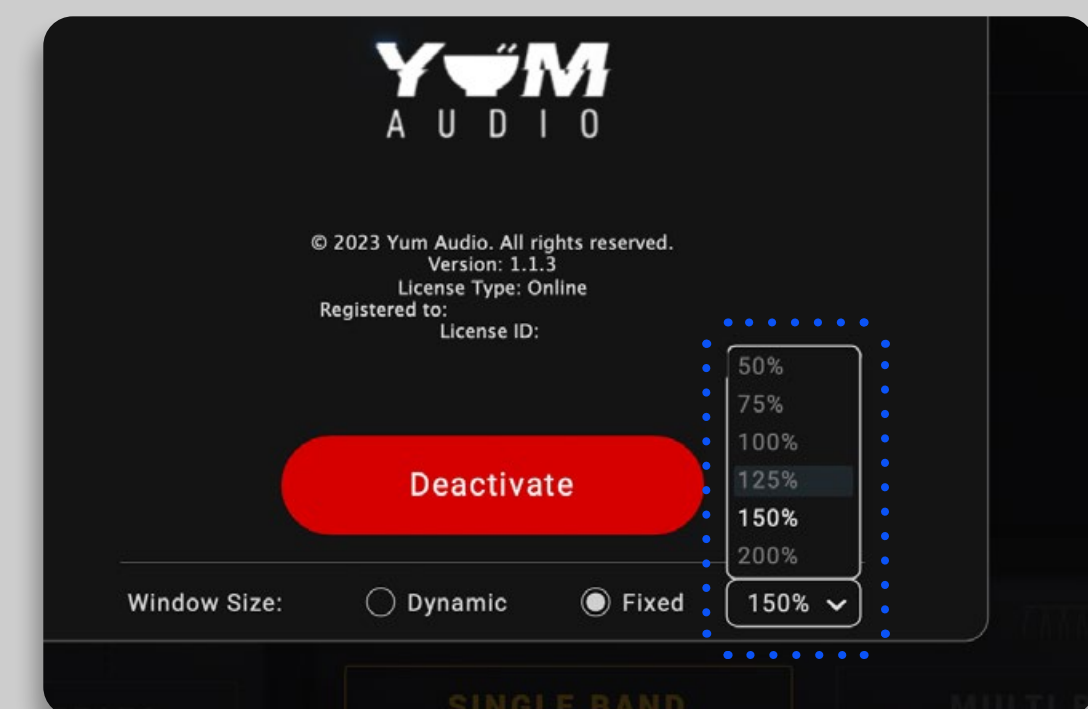 YUM
AUDIO
© 2023 Yum Audio. All rights reserved.
Version: 1.1.3
License Type: Online
Registered to:
License ID:
50%
75%
100%
125%
150%
200%
Deactivate
Window Size: Dynamic Fixed 150%
SINGLE BAND